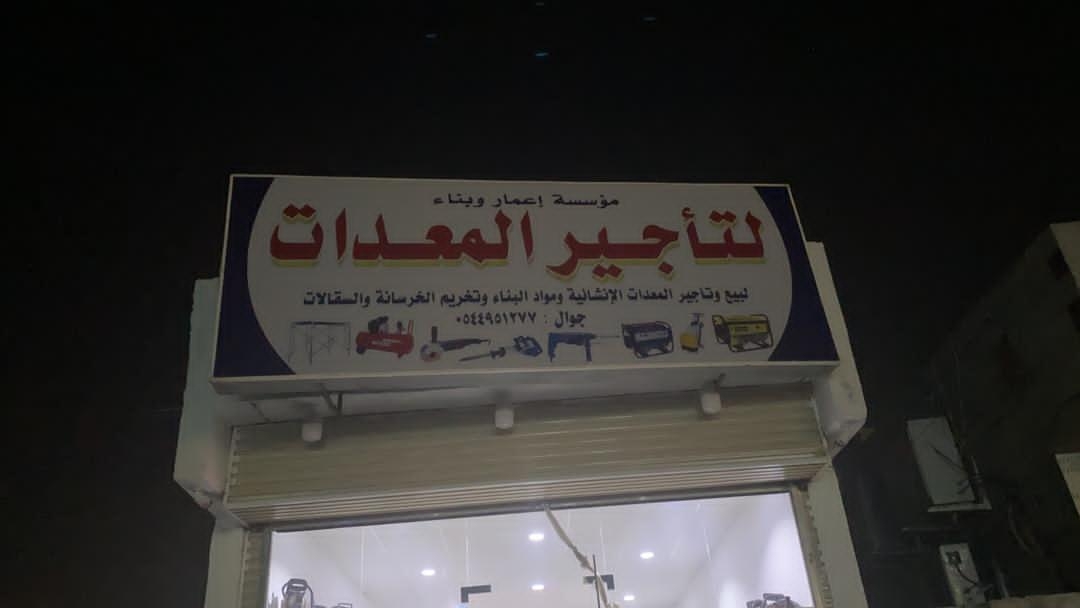 مؤسسة إعمار وبناء
لتأجير المعدات
لبيع وتاجير المعدات الإنشائية ومواد البناء وتخريم الخرسانة والسقالات
جوال : ٠٥٤٤٩٥١٢٧٧